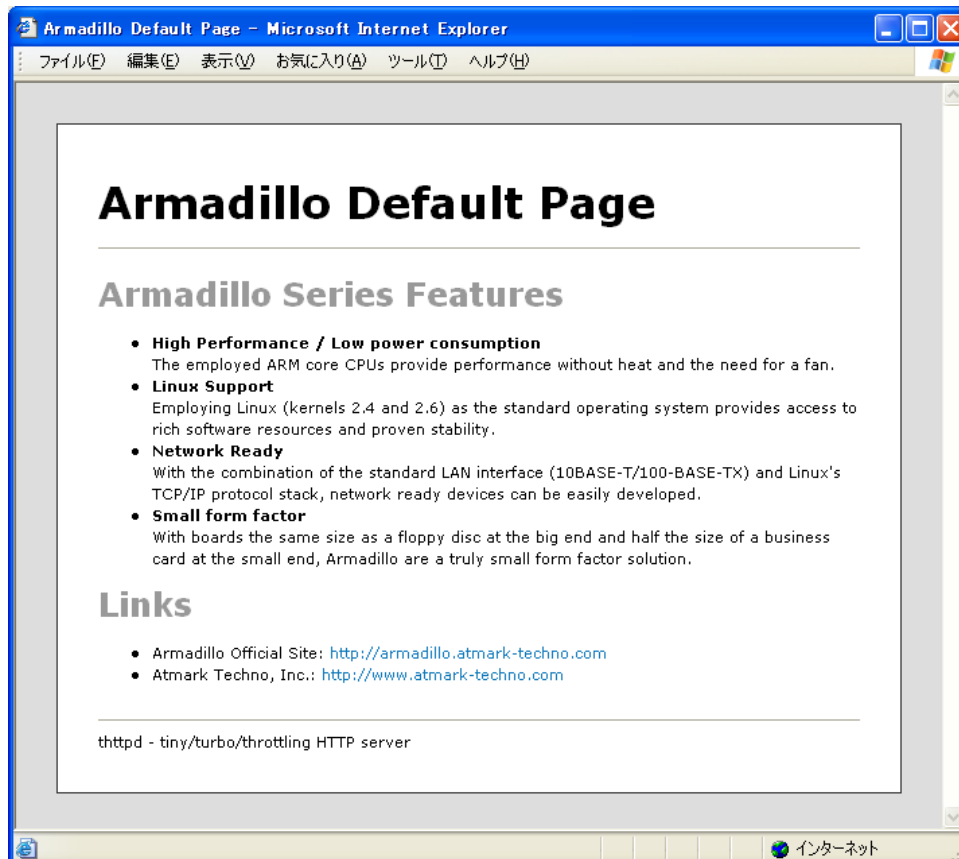 Armadillo Default Page - Microsoft Internet Explorer
ファイル(F) 編集(E) 表示(V) お気に入り(A) ツール(T) ヘルプ(H)
Armadillo Default Page
Armadillo Series Features
• High Performance / Low power consumption
The employed ARM core CPUs provide performance without heat and the need for a fan.
• Linux Support
Employing Linux (kernels 2.4 and 2.6) as the standard operating system provides access to
rich software resources and proven stability.
• Network Ready
With the combination of the standard LAN interface (10BASE-T/100-BASE-TX) and Linux's
TCP/IP protocol stack, network ready devices can be easily developed.
• Small form factor
With boards the same size as a floppy disc at the big end and half the size of a business
card at the small end, Armadillo are a truly small form factor solution.
Links
• Armadillo Official Site: http://armadillo.atmark-techno.com
• Atmark Techno, Inc.: http://www.atmark-techno.com
thttpd - tiny/turbo/throttling HTTP server
インターネット